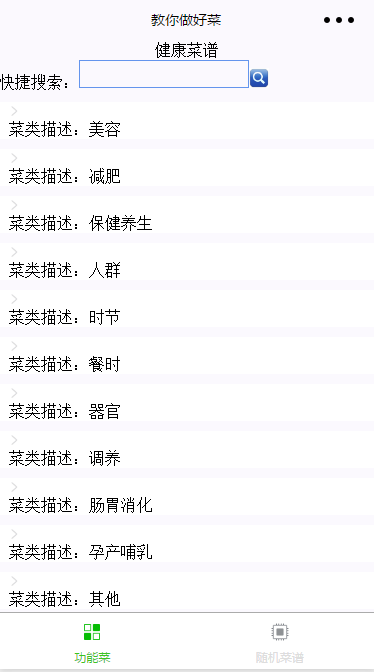 教你做好菜
健康菜谱
快捷搜索：
菜类描述：美容
菜类描述：减肥
菜类描述：保健养生
菜类描述：人群
菜类描述：时节
菜类描述：餐时
菜类描述：器官
菜类描述：调养
菜类描述：肠胃消化
菜类描述：孕产哺乳
菜类描述：其他
功能菜 随机菜谱